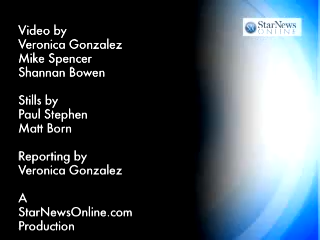 Video by
Veronica Gonzalez
Mike Spencer
Shannan Bowen
Stills by
Paul Stephen
Matt Born
Reporting by
Veronica Gonzalez
A
StarNewsOnline.com
Production
StarNews
ONLINE